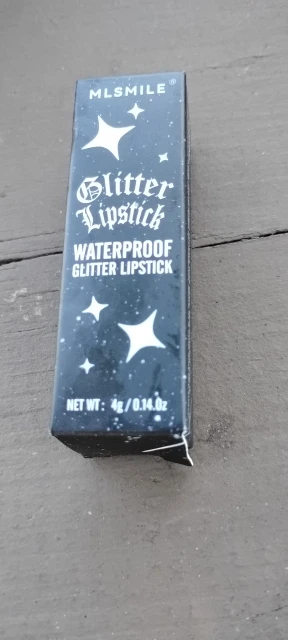 MLSMILE®
Glitter
Lipstick
WATERPROOF
GLITTER LIPSTICK
NET WT: 4g / 0.14.Oz